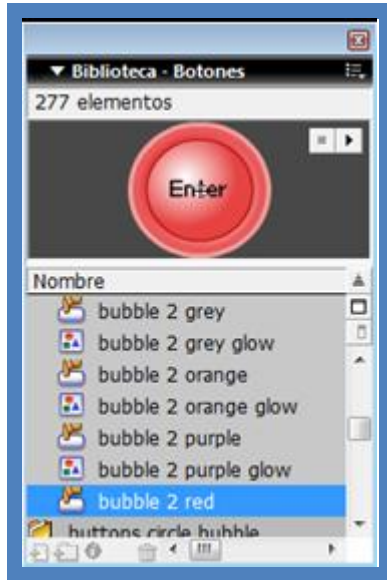 Biblioteca - Botones
277 elementos
Enter
Nombre
bubble 2 grey
bubble 2 grey glow
bubble 2 orange
bubble 2 orange glow
bubble 2 purple
bubble 2 purple glow
bubble 2 red
buttons circle bubble